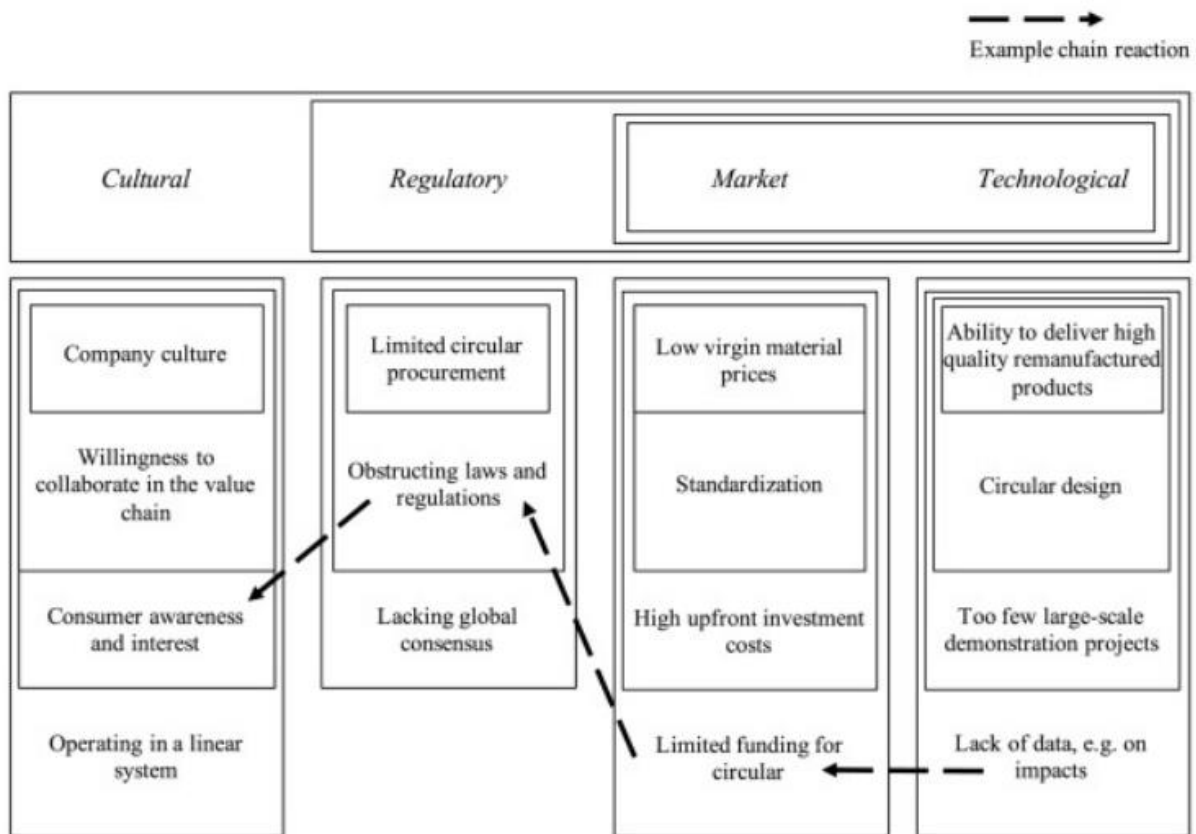 Example chain reaction
Cultural
Regulatory
Market
Technological
Company culture
Willingness to
collaborate in the value
chain
Consumer awareness
and interest
Operating in a linear
system
Limited circular
procurement
Obstructing laws and
regulations
Lacking global
consensus
Low virgin material
prices
Standardization
High upfront investment
costs
Limited funding for
circular
Ability to deliver high
quality remanufactured
products
Circular design
Too few large-scale
demonstration projects
Lack of data, e.g. on
impacts